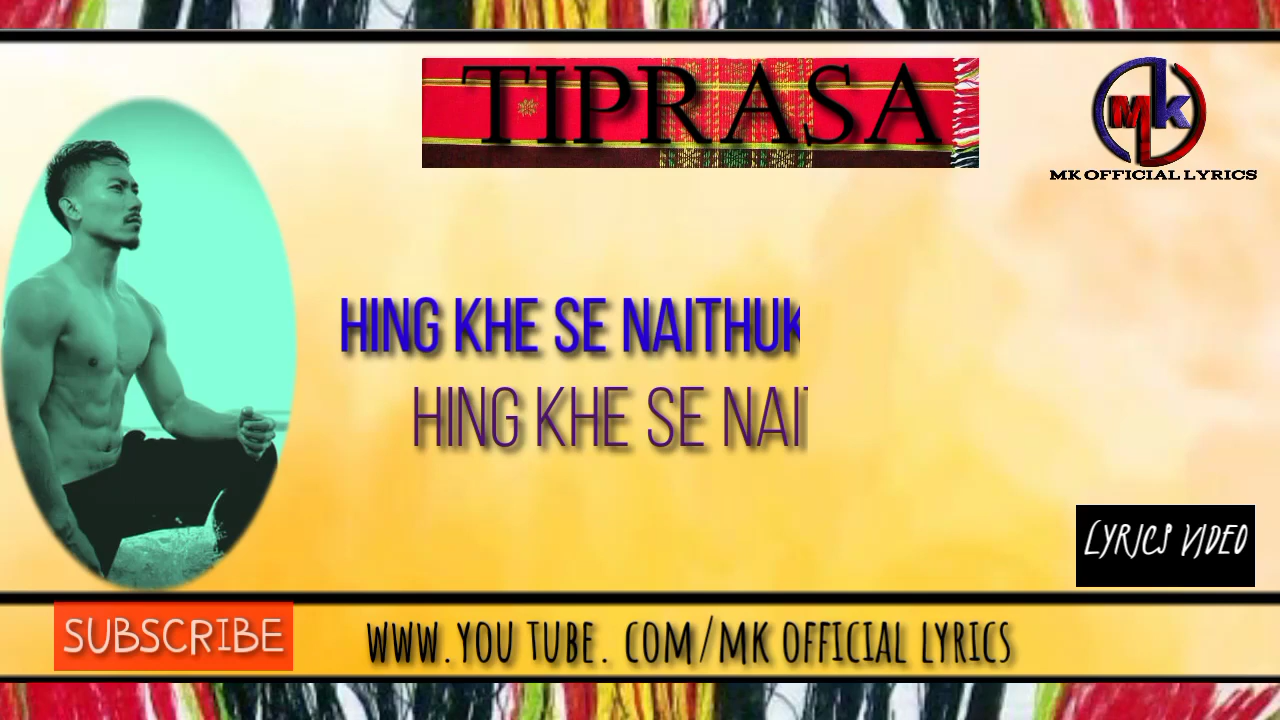 TIPRASA
MK
MK OFFICIAL LYRICS
HING KHE SE NAITHUK
HING KHE SE NAI
LYRICS VIDEO
SUBSCRIBE
WWW.YOU TUBE. COM/MK OFFICIAL LYRICS